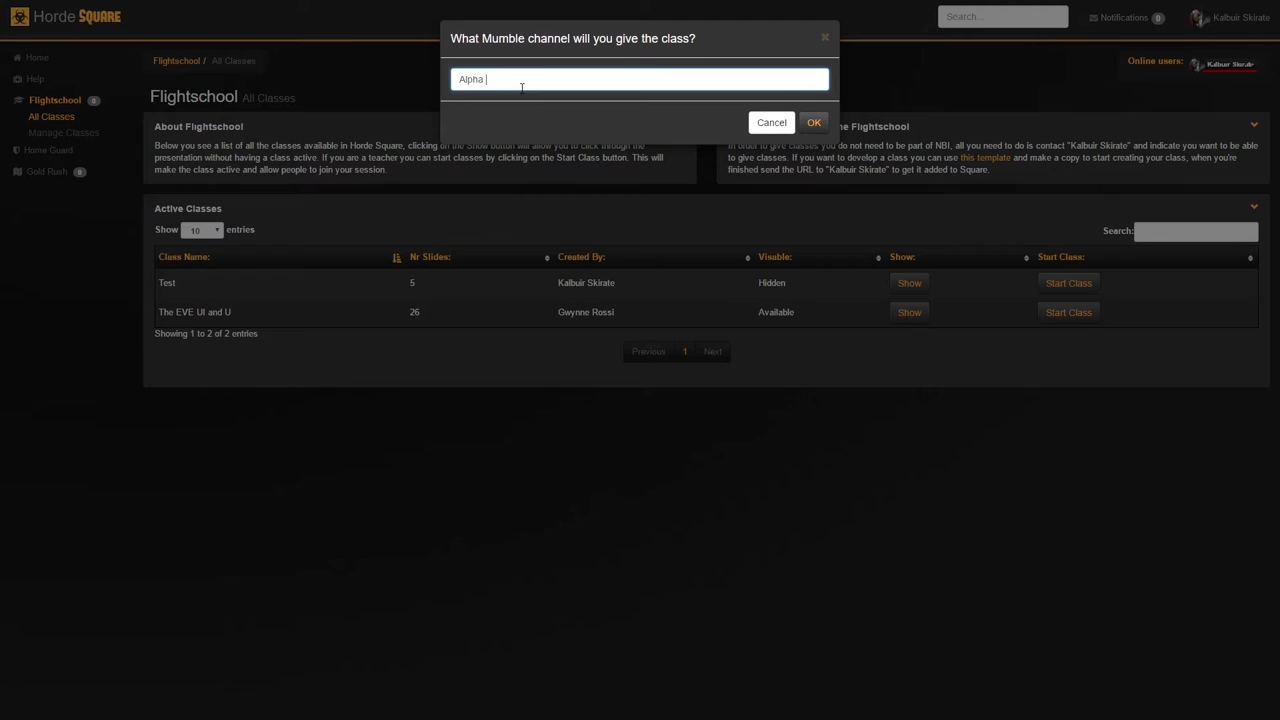 Horde SQUARE
Search...
Notifications 0
Kalbuir Skirate
What Mumble channel will you give the class?
Alpha
Cancel
OK
Home
Help
Flightschool 0
All Classes
Manage Classes
Home Guard
Gold Rush 0
Flightschool / All Classes
Online users: Kalbuir Skirate
Flightschool All Classes
About Flightschool
Below you see a list of all the classes available in Horde Square, clicking on the Show button will allow you to click through the
presentation without having a class active. If you are a teacher you can start classes by clicking on the Start Class button. This will
make the class active and allow people to join your session.
Flightschool
In order to give classes you do not need to be part of NBI, all you need to do is contact "Kalbuir Skirate" and indicate you want to be able
to give classes. If you want to develop a class you can use this template and make a copy to start creating your class, when you're
finished send the URL to "Kalbuir Skirate" to get it added to Square.
Active Classes
Show 10 entries
Search:
Class Name: Nr Slides: Created By: Visable: Show: Start Class:
Test 5 Kalbuir Skirate Hidden Show Start Class
The EVE UI and U 26 Gwynne Rossi Available Show Start Class
Showing 1 to 2 of 2 entries
Previous 1 Next